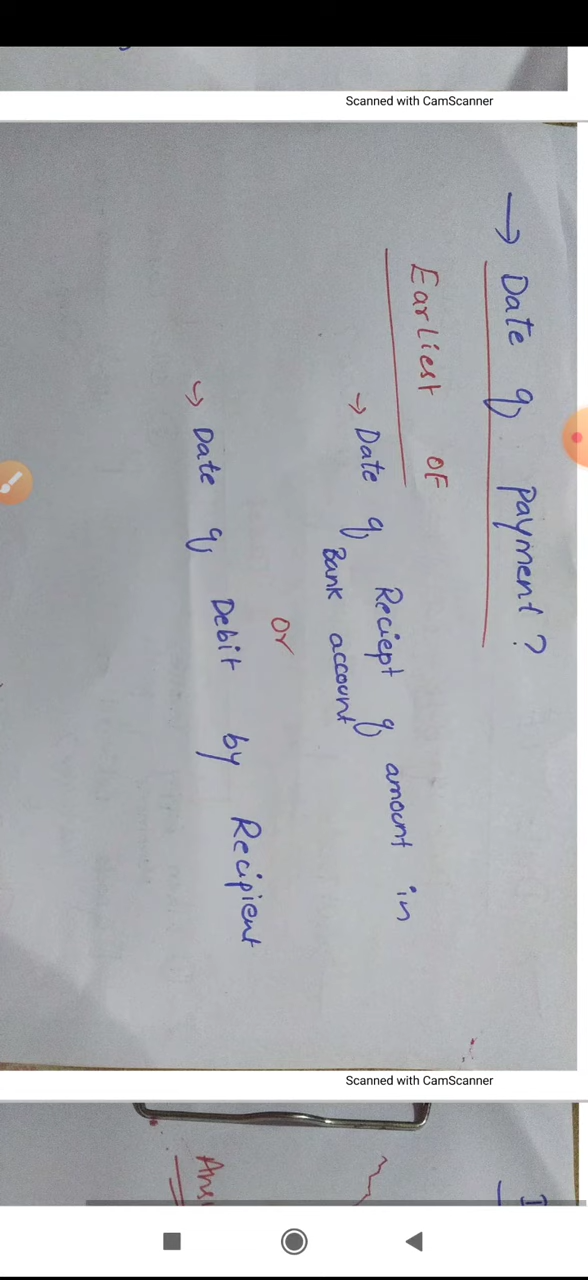 Scanned with CamScanner
→ Date of payment?
Earliest OF
→ Date of Reciept of amount in
Bank account
or
→ Date of Debit by Recipient
Scanned with CamScanner
Ans